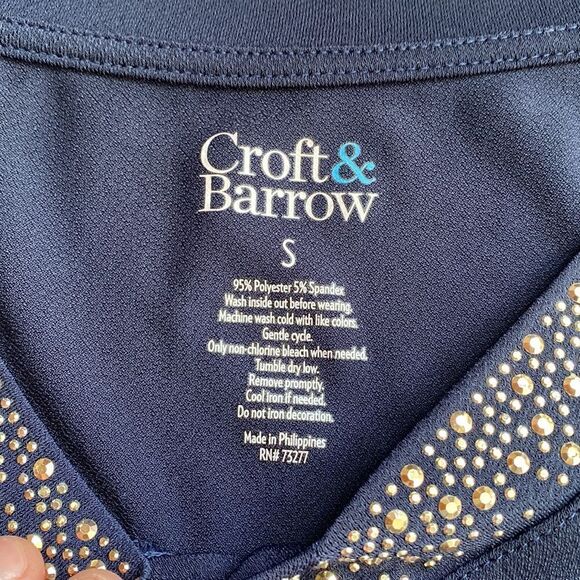 Croft&
Barrow
S
95% Polyester 5% Spandex
Wash inside out before wearing.
Machine wash cold with like colors.
Gentle cycle.
Only non-chlorine bleach when needed.
Tumble dry low.
Remove promptly.
Cool iron if needed.
Do not iron decoration.
Made in Philippines
RN# 73277